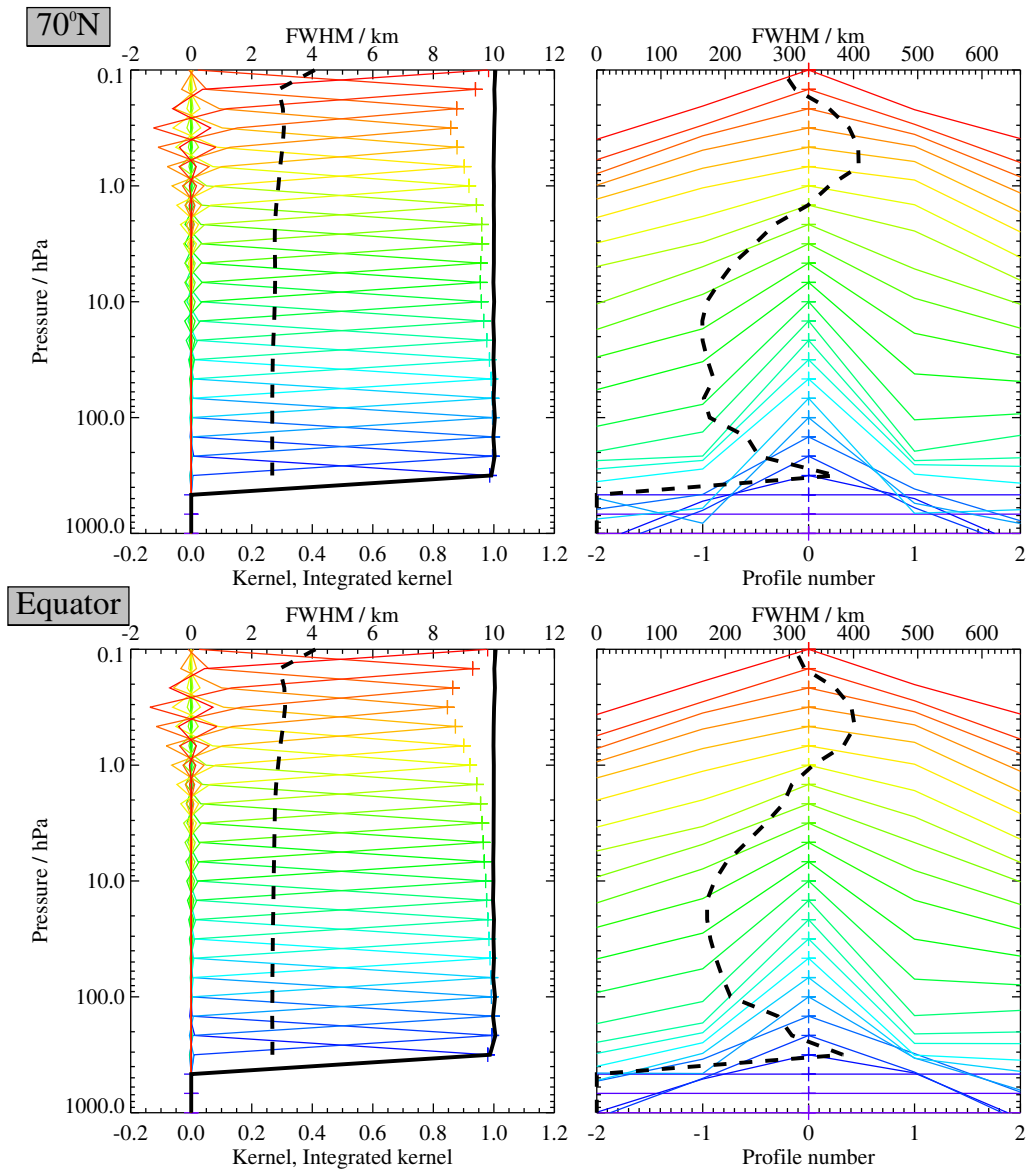 70⁰N
FWHM / km
FWHM / km
-2 0 2 4 6 8 10 12
0 100 200 300 400 500 600
0.1
1.0
10.0
100.0
1000.0
Pressure / hPa
-0.2 0.0 0.2 0.4 0.6 0.8 1.0 1.2
-2 -1 0 1 2
Kernel, Integrated kernel
Profile number
Equator
FWHM / km
FWHM / km
-2 0 2 4 6 8 10 12
0 100 200 300 400 500 600
0.1
1.0
10.0
100.0
1000.0
Pressure / hPa
-0.2 0.0 0.2 0.4 0.6 0.8 1.0 1.2
-2 -1 0 1 2
Kernel, Integrated kernel
Profile number